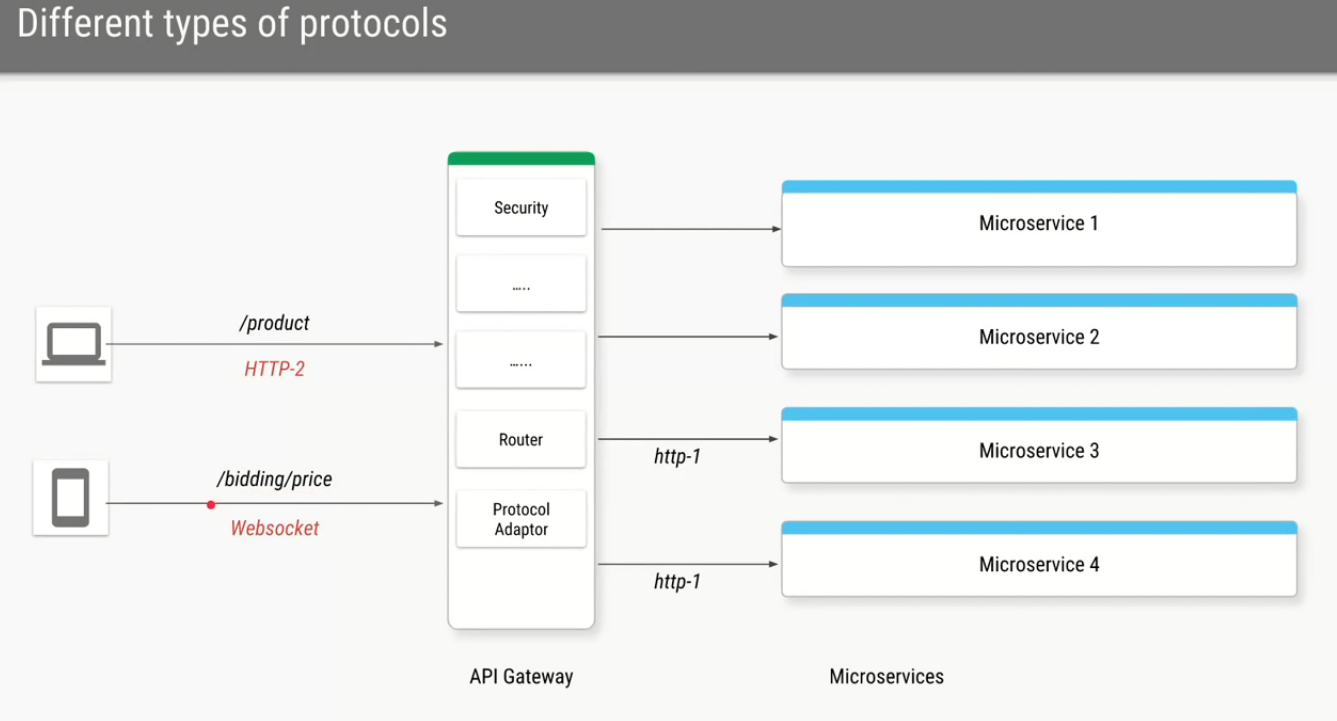 Different types of protocols
Security
Microservice 1
.....
/product
HTTP-2
Microservice 2
......
Router
http-1
Microservice 3
/bidding/price
Websocket
Protocol
Adaptor
http-1
Microservice 4
API Gateway
Microservices